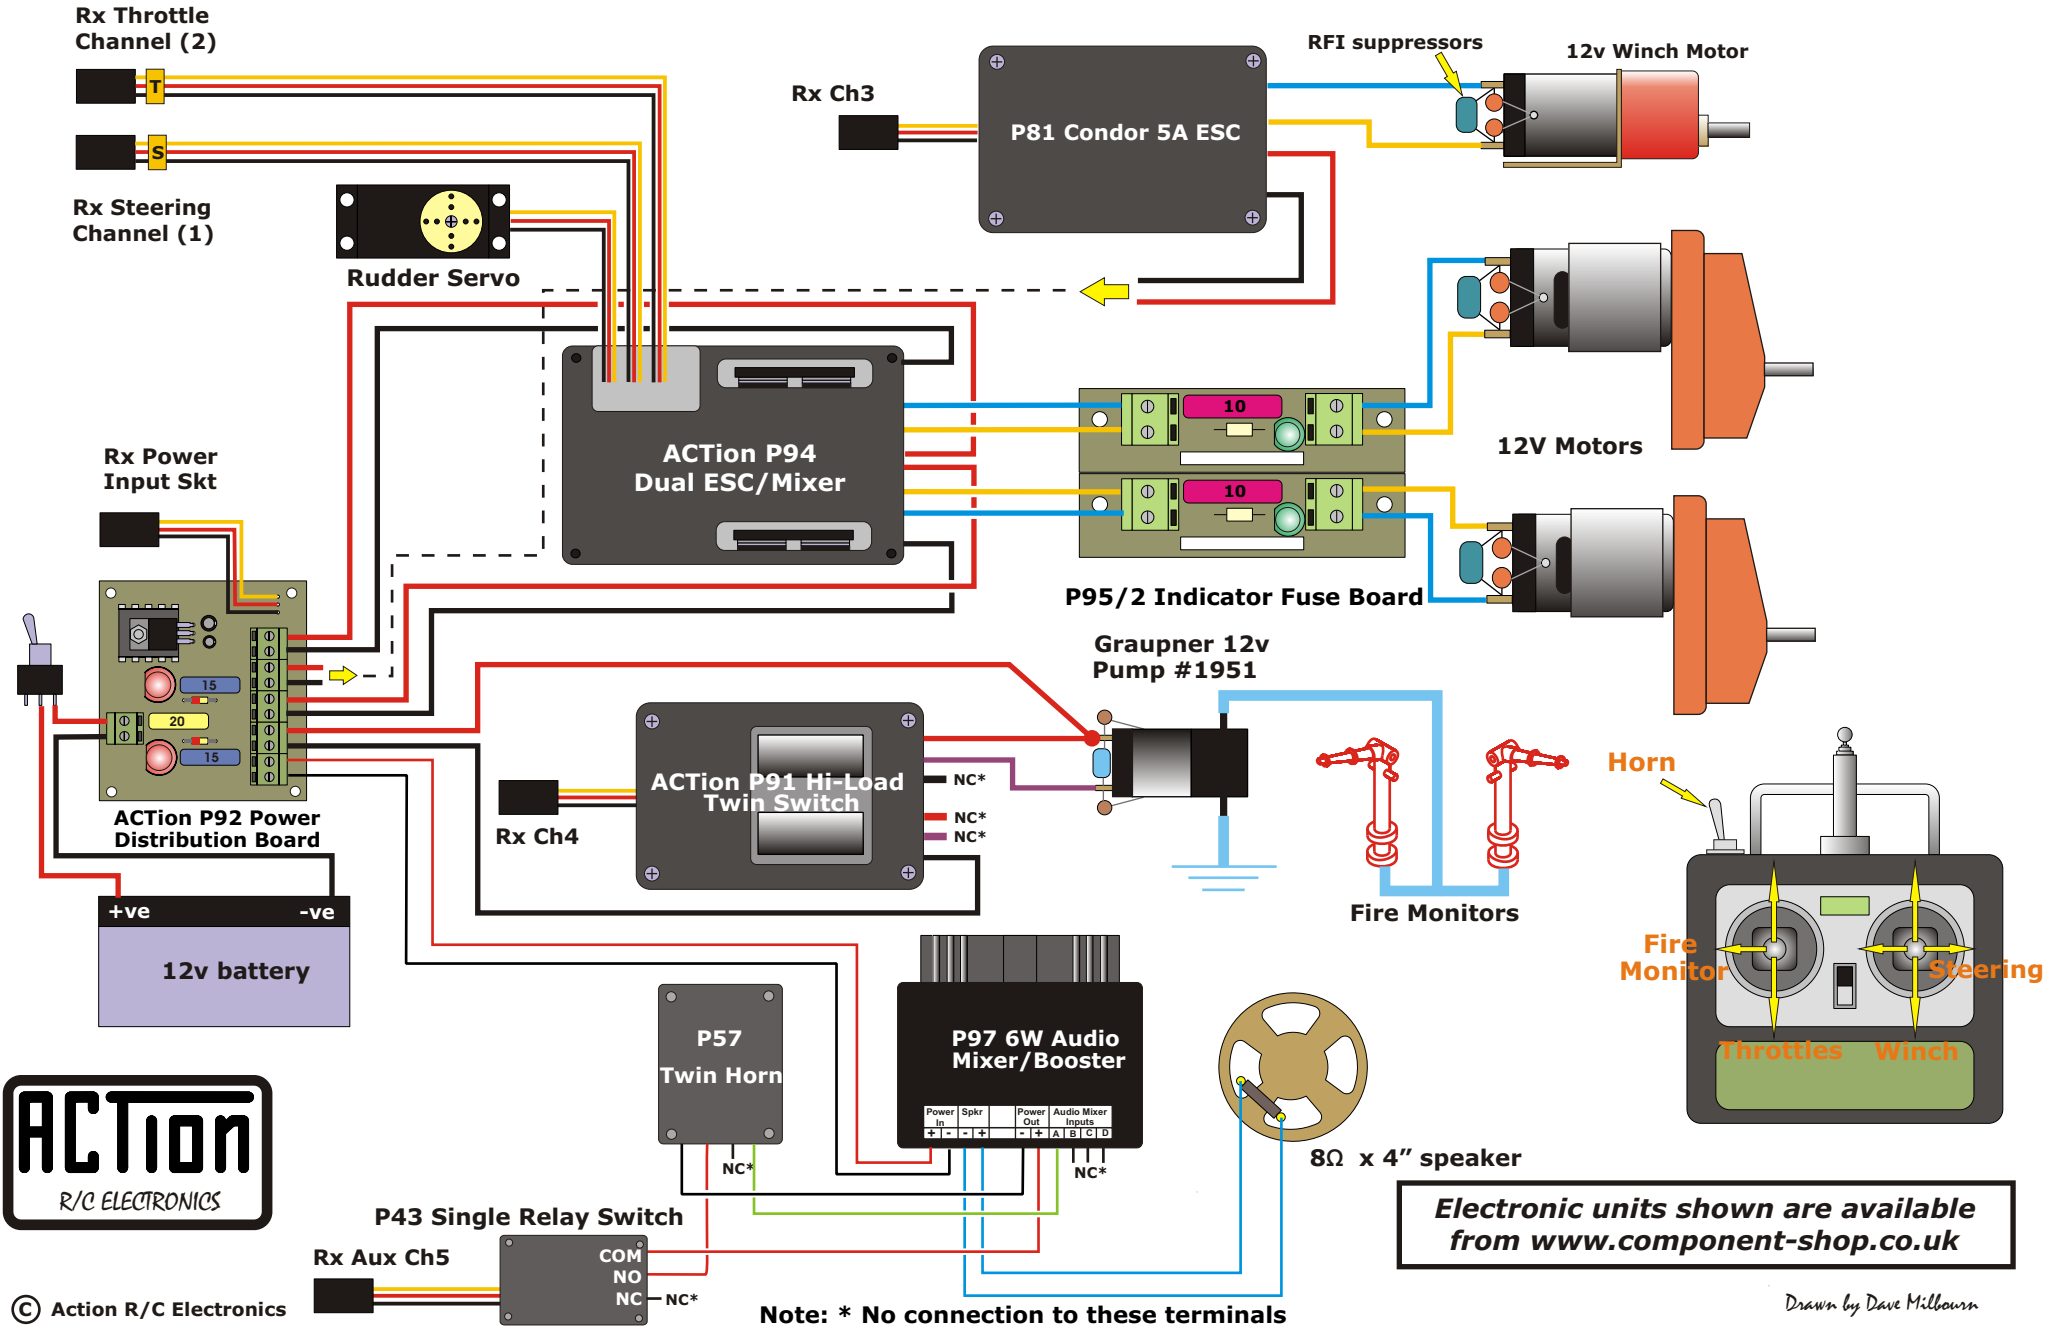 Rx Throttle
Channel (2)
T
S
Rx Steering
Channel (1)
Rudder Servo
Rx Ch3
P81 Condor 5A ESC
RFI suppressors
12v Winch Motor
12V Motors
ACTion P94
Dual ESC/Mixer
10
10
P95/2 Indicator Fuse Board
Rx Power
Input Skt
15
20
15
ACTion P92 Power
Distribution Board
+ve
-ve
12v battery
Graupner 12v
Pump #1951
ACTion P91 Hi-Load
Twin Switch
NC*
NC*
NC*
Rx Ch4
Fire Monitors
Horn
Fire
Monitor
Steering
Throttles
Winch
P57
Twin Horn
NC*
P97 6W Audio
Mixer/Booster
Power
In
Spkr
Power
Out
Audio Mixer
Inputs
+ - - + - + A B C D
NC*
8Ω x 4” speaker
P43 Single Relay Switch
Rx Aux Ch5
COM
NO
NC
NC*
ACTion
R/C ELECTRONICS
© Action R/C Electronics
Note: * No connection to these terminals
Electronic units shown are available
from www.component-shop.co.uk
Drawn by Dave Milbourn